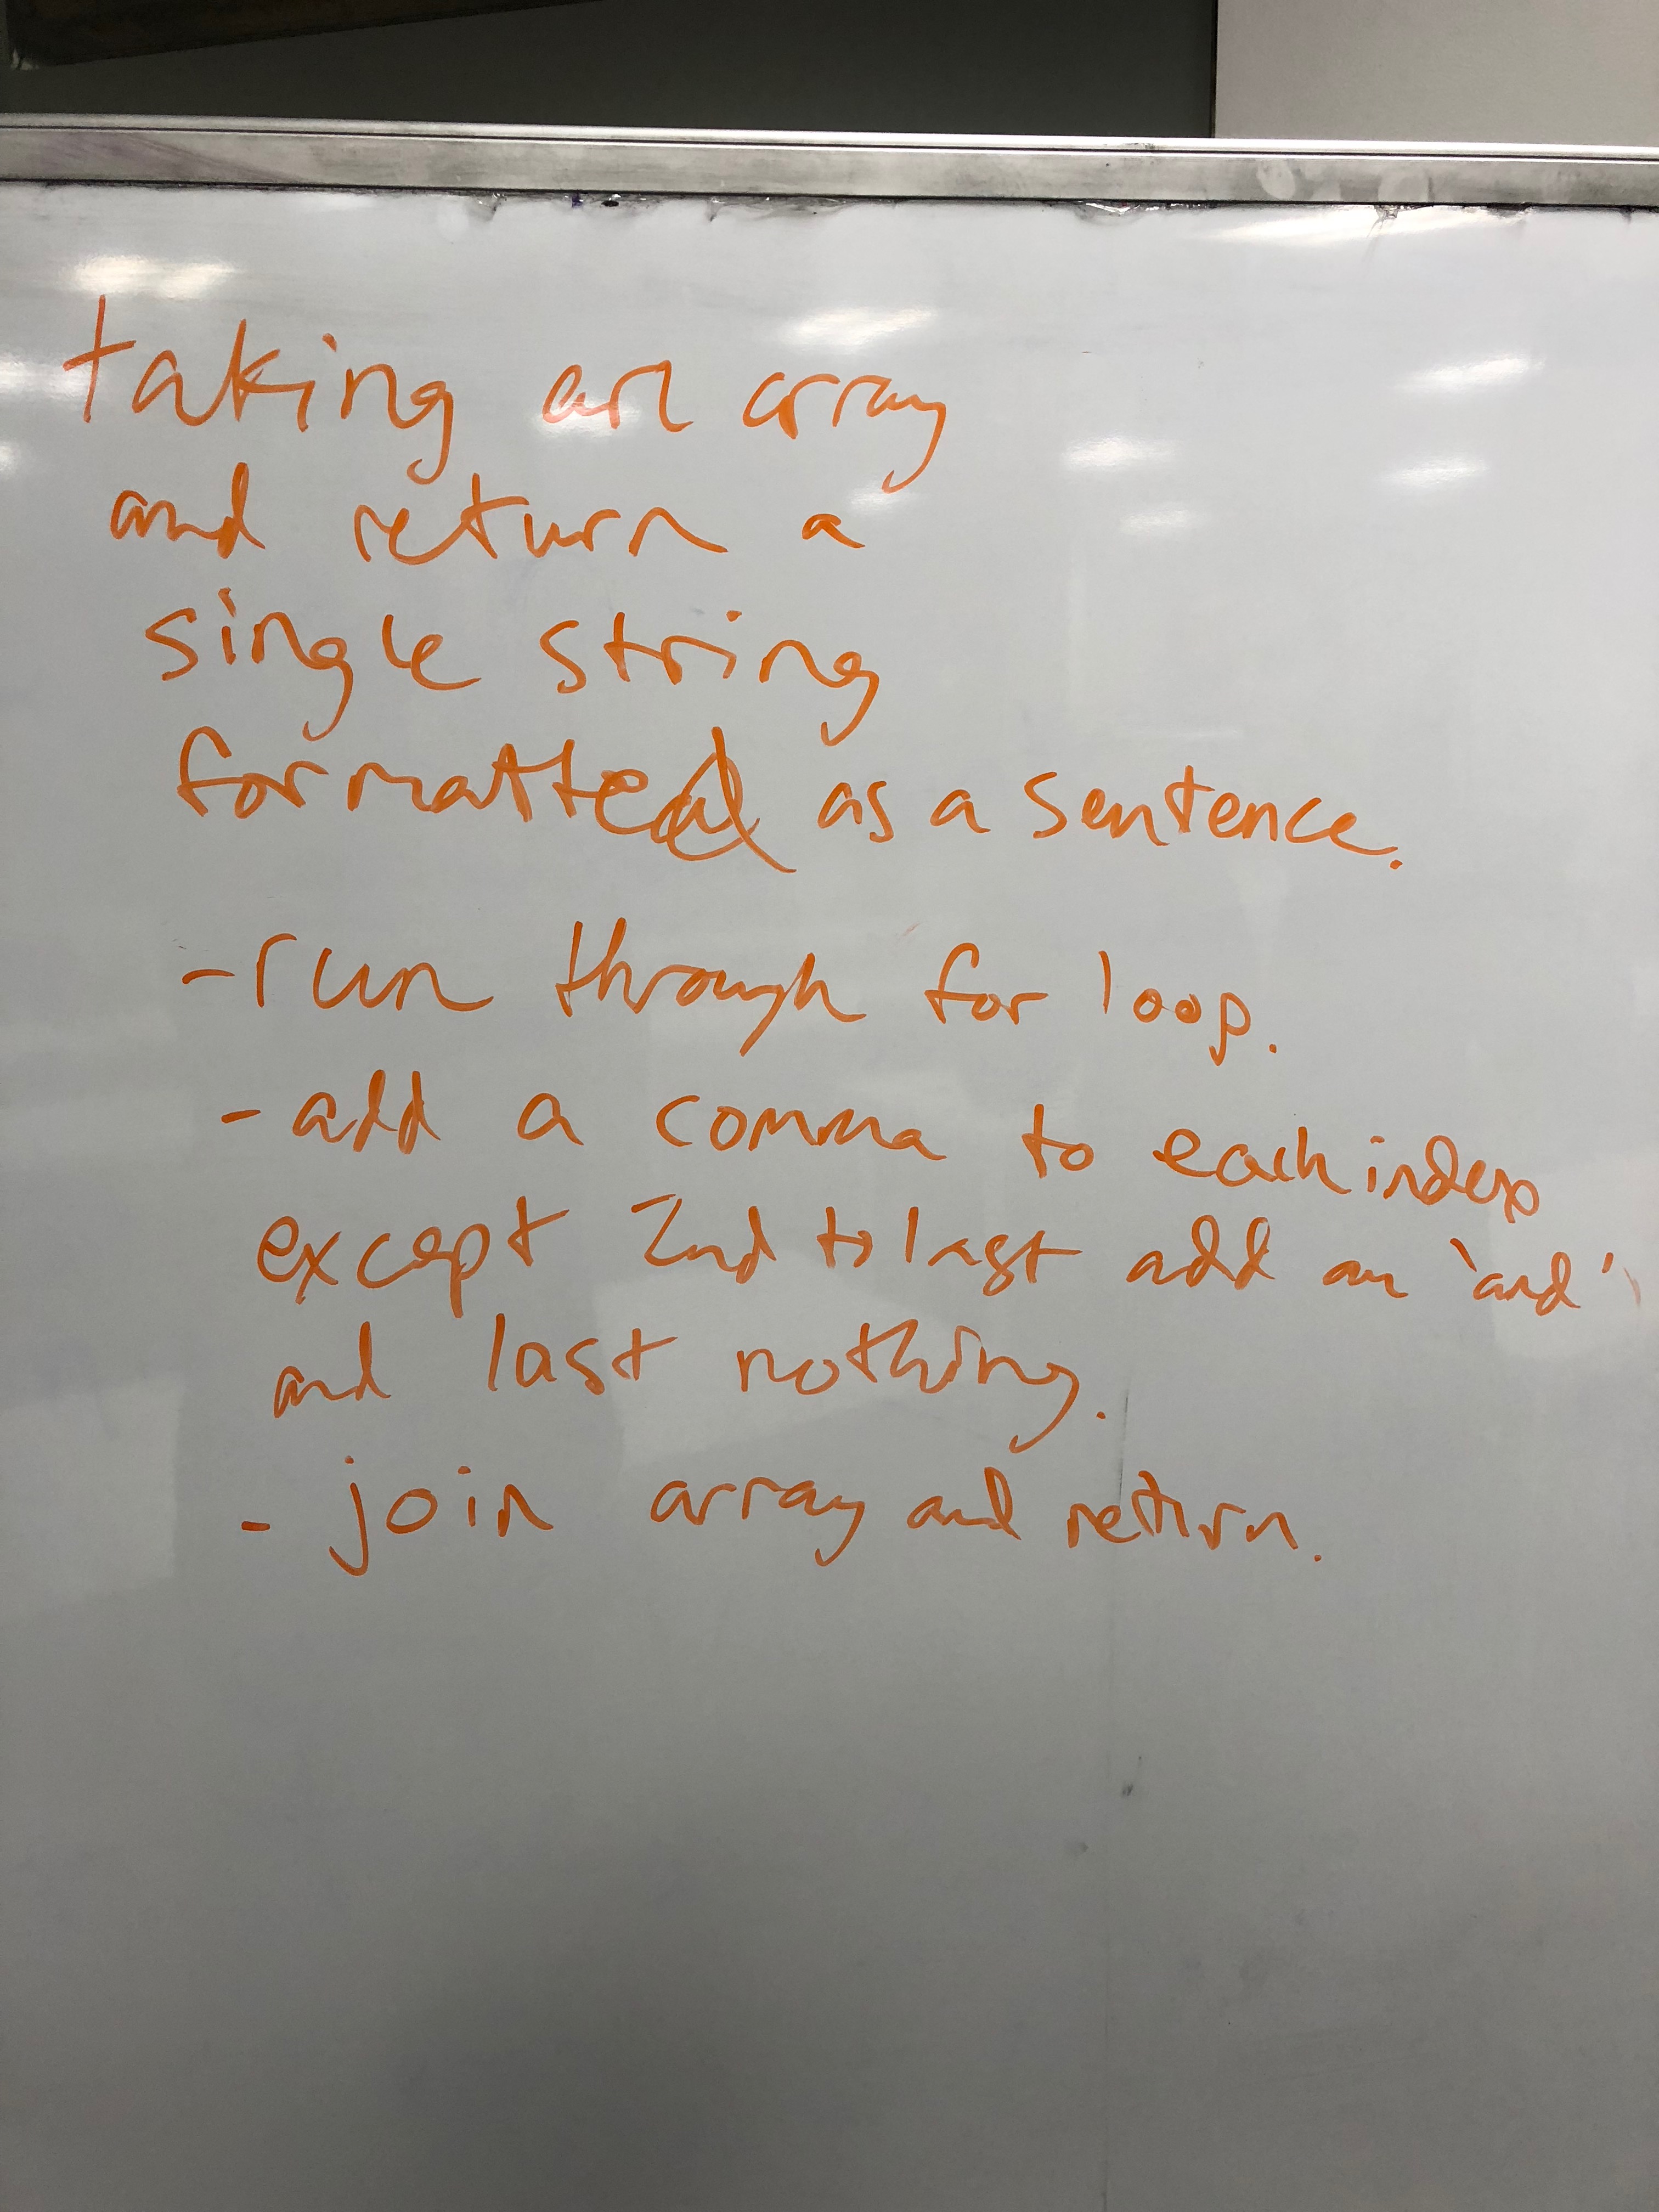 taking an array
and return a
single string
formatted as a sentence.
-run through for loop.
-add a comma to each index
except 2nd to last add an 'and'
and last nothing.
- join array and return.